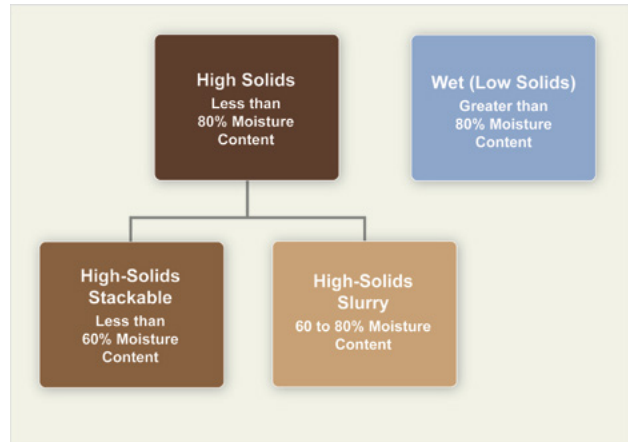 High Solids
Less than
80% Moisture
Content
Wet (Low Solids)
Greater than
80% Moisture
Content
High-Solids
Stackable
Less than
60% Moisture
Content
High-Solids
Slurry
60 to 80% Moisture
Content